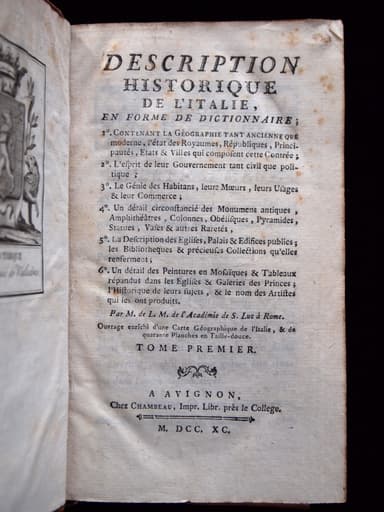 DESCRIPTION
HISTORIQUE
DE L'ITALIE,
EN FORME DE DICTIONNAIRE;
1°. CONTENANT LA GÉOGRAPHIE TANT ANCIENNE QUE
moderne, l'état des Royaumes, Républiques, Princi-
pautés, Etats & Villes qui composent cette Contrée;
2°. L'esprit de leur Gouvernement tant civil que poli-
tique;
3°. Le Génie des Habitans, leurs Mœurs, leurs Usages
& leur Commerce;
4°. Un détail circonstancié des Monumens antiques,
Amphithéâtres, Colonnes, Obélisques, Pyramides,
Statues, Vases & autres Raretés;
5°. La Description des Eglises, Palais & Edifices publics;
les Bibliotheques & précieuses Collections qu'elles
renferment;
6°. Un détail des Peintures en Mosaïques & Tableaux
répandus dans les Eglises & Galeries des Princes;
l'Historique de leurs sujets, & le nom des Artistes
qui les ont produits.
Par M. de L. M. de l'Académie de S. Luc à Rome.
Ouvrage enrichi d'une Carte Géographique de l'Italie, & de
quarante Planches en Taille-douce.
TOME PREMIER.
A AVIGNON,
Chez CHAMBEAU, Impr. Libr. près le College.
M. DCC. XC.